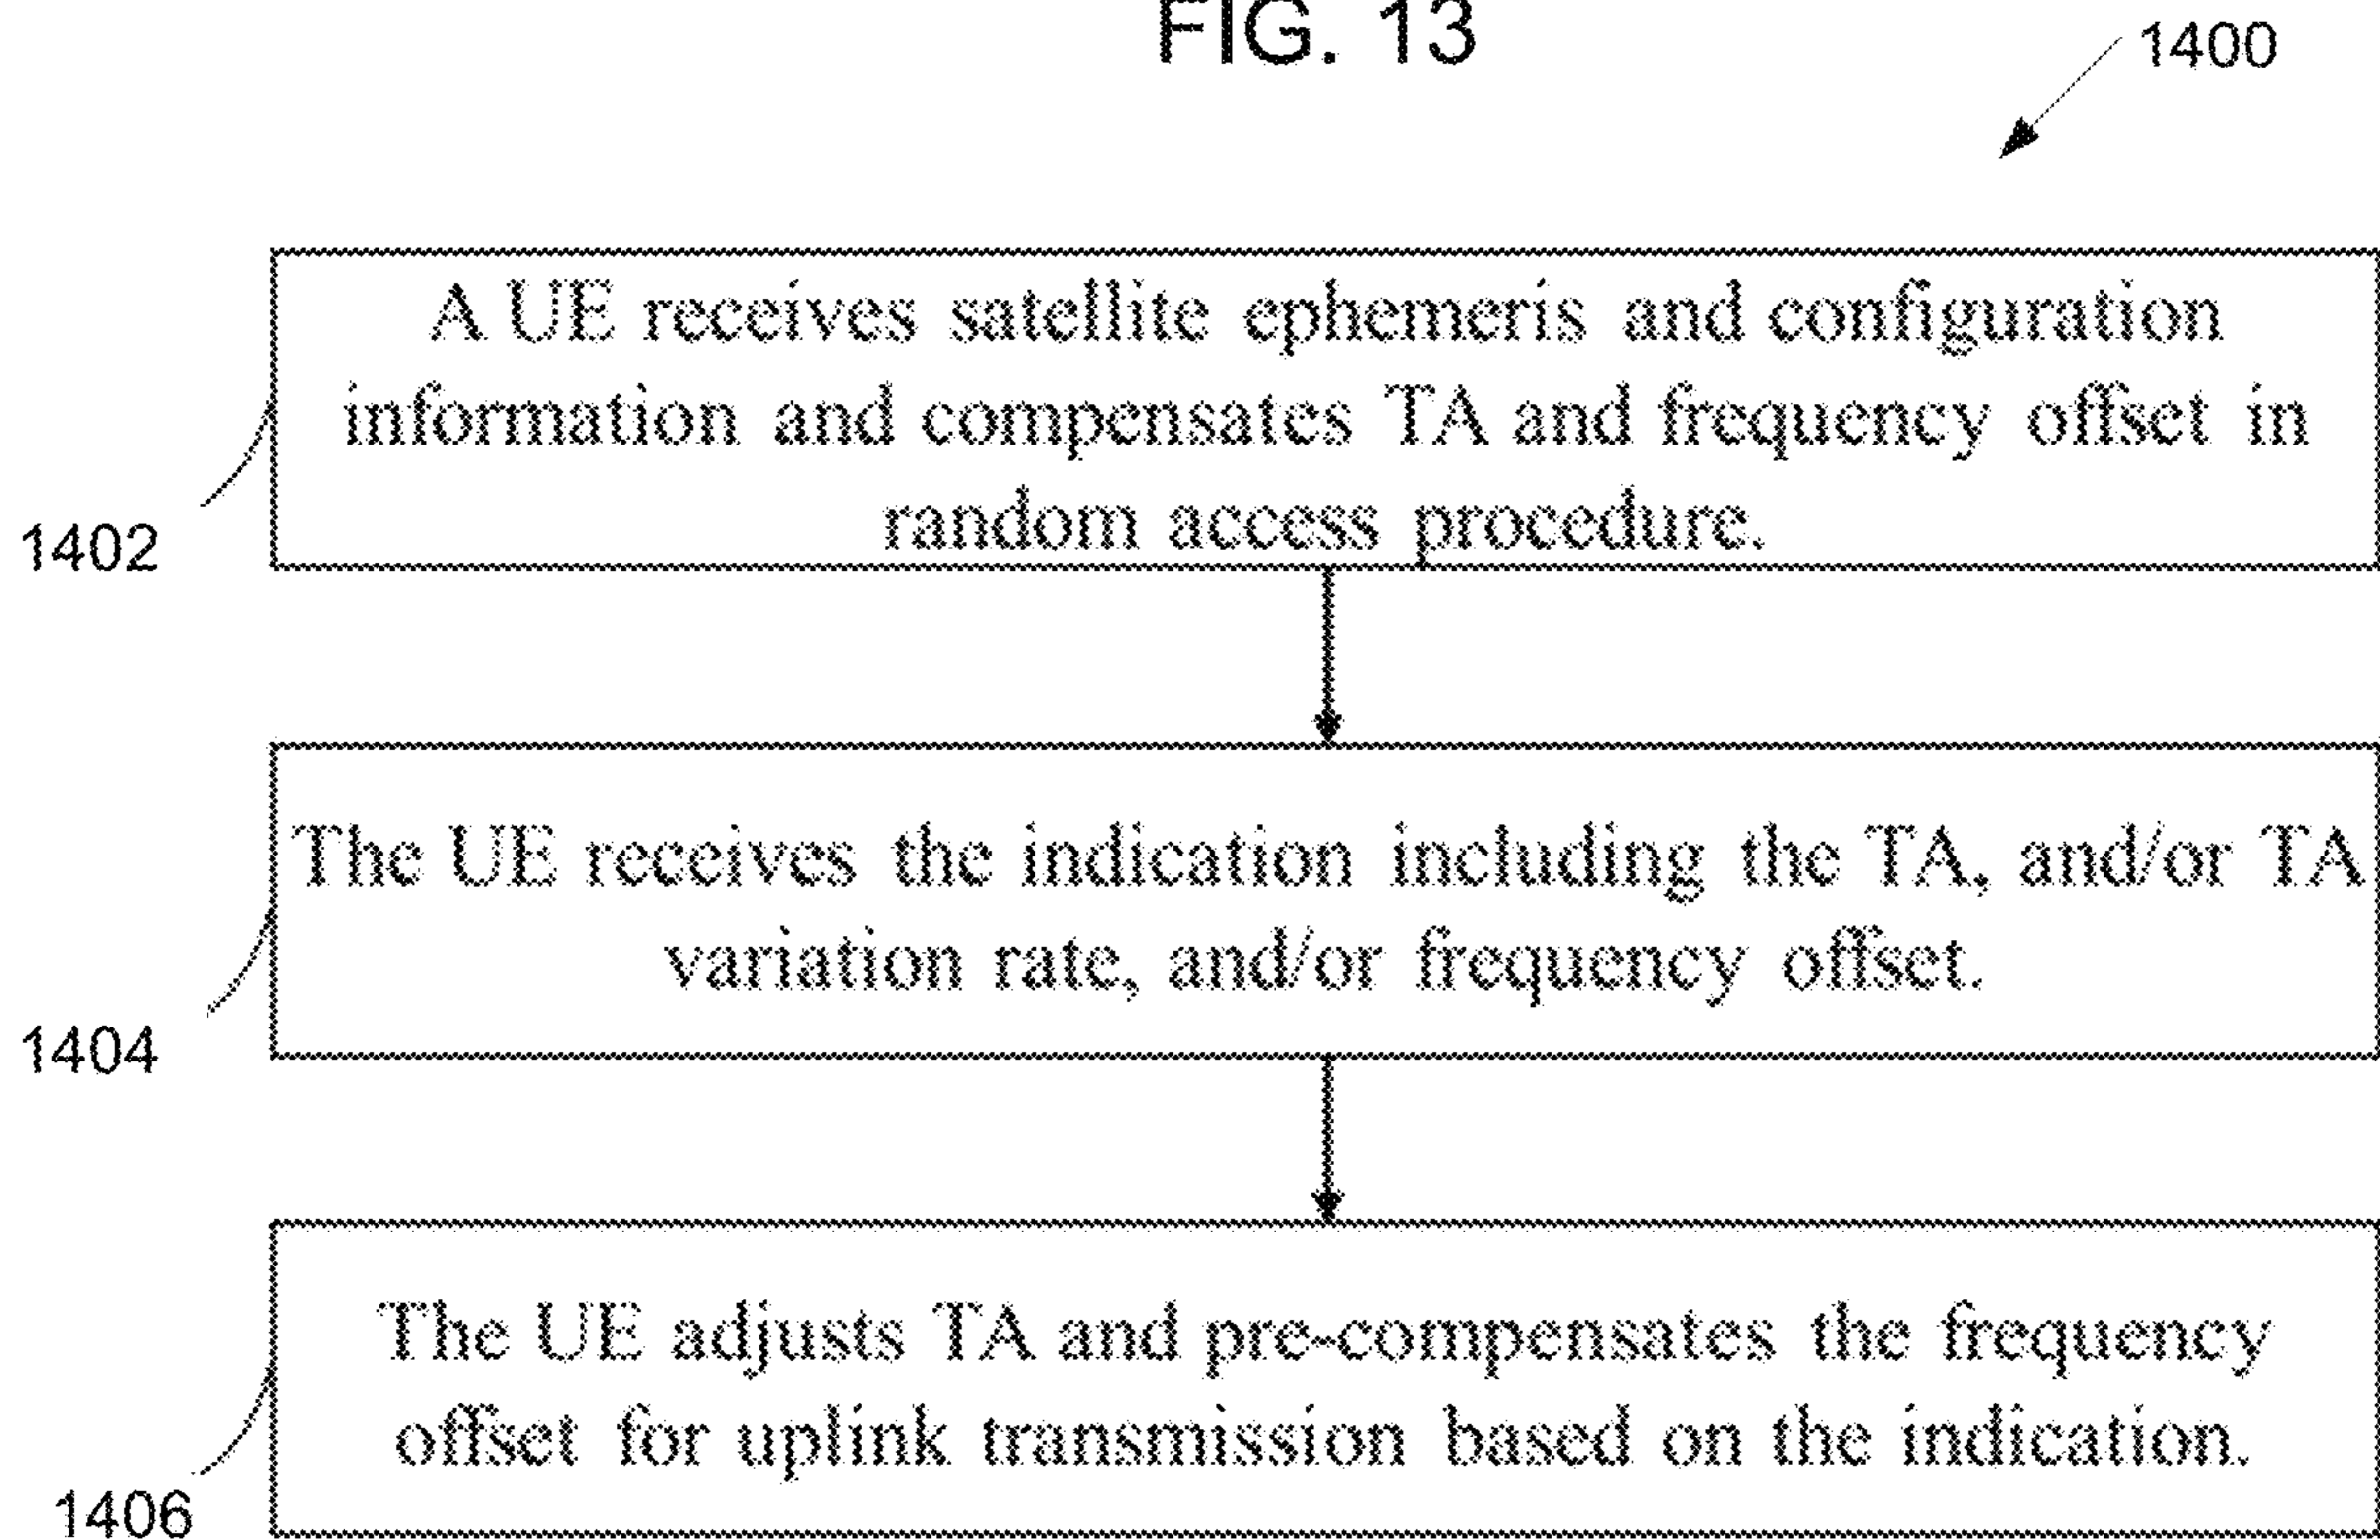 FIG. 13
1400
A UE receives satellite ephemeris and configuration
information and compensates TA and frequency offset in
random access procedure.
1402
The UE receives the indication including the TA, and/or TA
variation rate, and/or frequency offset.
1404
The UE adjusts TA and pre-compensates the frequency
offset for uplink transmission based on the indication.
1406